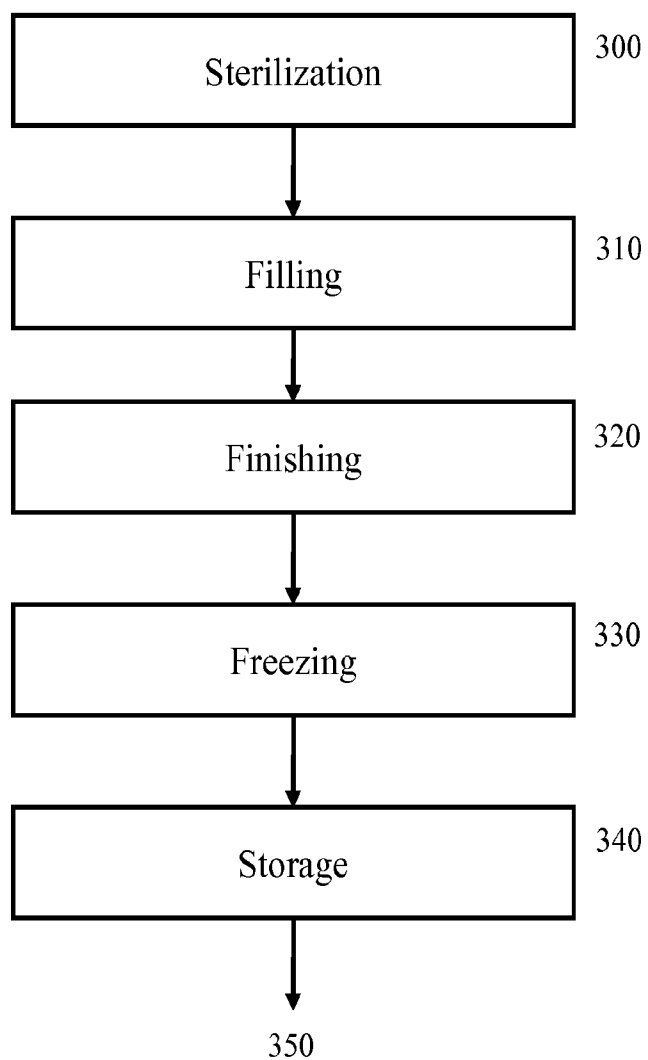 300
Sterilization
310
Filling
320
Finishing
330
Freezing
340
Storage
350